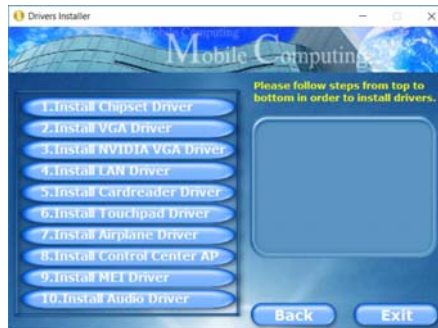 Drivers Installer
Mobile Computing
Mobile Computing
Please follow steps from top to
bottom in order to install drivers.
1.Install Chipset Driver
2.Install VGA Driver
3.Install NVIDIA VGA Driver
4.Install LAN Driver
5.Install Cardreader Driver
6.Install Touchpad Driver
7.Install Airplane Driver
8.Install Control Center AP
9.Install MEI Driver
10.Install Audio Driver
Back
Exit